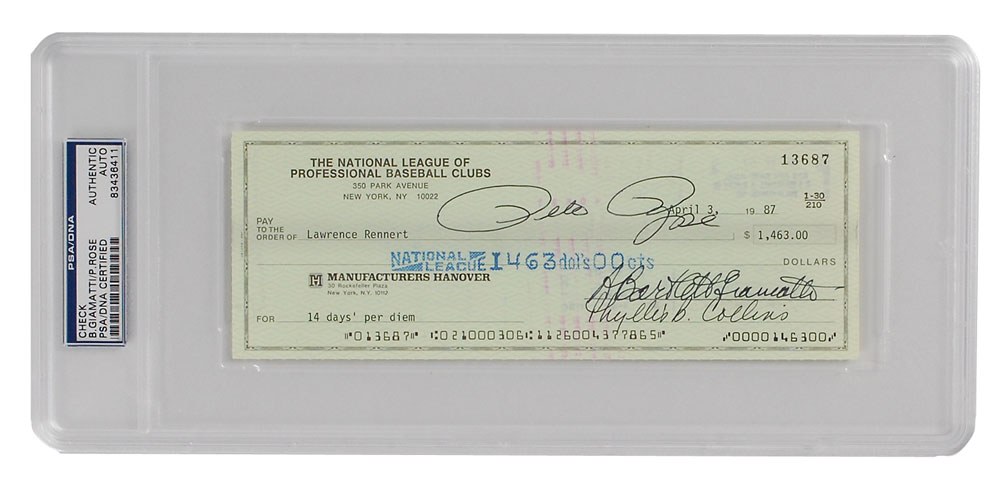 PSA/DNA
CHECK
B.GIAMATTI/P.ROSE
PSA/DNA CERTIFIED
AUTHENTIC
AUTO
83436411
THE NATIONAL LEAGUE OF
PROFESSIONAL BASEBALL CLUBS
350 PARK AVENUE
NEW YORK, NY 10022
13687
Pete Rose
April 3, 19 87
1-30
210
PAY
TO THE
ORDER OF Lawrence Rennert $ 1,463.00
NATIONAL
LEAGUE 1463 dol's 00 cts DOLLARS
MANUFACTURERS HANOVER
30 Rockefeller Plaza
New York, N.Y. 10112
A Bartlett Giamatti
Phyllis B. Collins
FOR 14 days' per diem
⑈013687⑈ ⑆021000306⑆1126004377865⑈ ⑈0000146300⑈